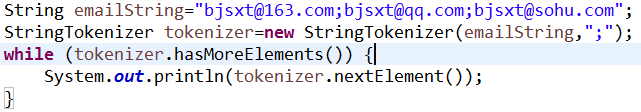 String emailString="bjsxt@163.com;bjsxt@qq.com;bjsxt@sohu.com";
StringTokenizer tokenizer=new StringTokenizer(emailString,";");
while (tokenizer.hasMoreElements()) {
    System.out.println(tokenizer.nextElement());
}